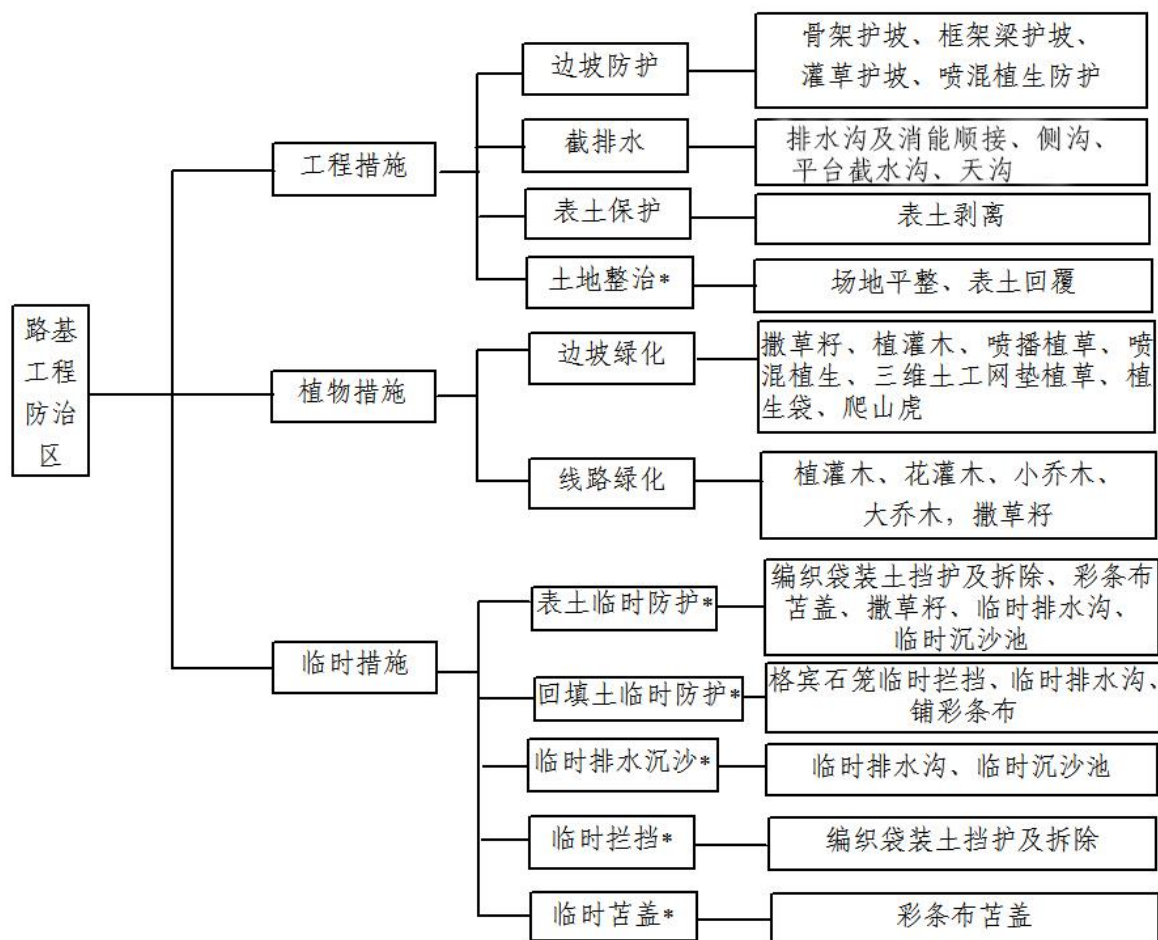 路基
工程
防治
区
工程措施
边坡防护
骨架护坡、框架梁护坡、
灌草护坡、喷混植生防护
截排水
排水沟及消能顺接、侧沟、
平台截水沟、天沟
表土保护
表土剥离
土地整治*
场地平整、表土回覆
植物措施
边坡绿化
撒草籽、植灌木、喷播植草、喷
混植生、三维土工网垫植草、植
生袋、爬山虎
线路绿化
植灌木、花灌木、小乔木、
大乔木，撒草籽
临时措施
表土临时防护*
编织袋装土挡护及拆除、彩条布
苫盖、撒草籽、临时排水沟、
临时沉沙池
回填土临时防护*
格宾石笼临时拦挡、临时排水沟、
铺彩条布
临时排水沉沙*
临时排水沟、临时沉沙池
临时拦挡*
编织袋装土挡护及拆除
临时苫盖*
彩条布苫盖